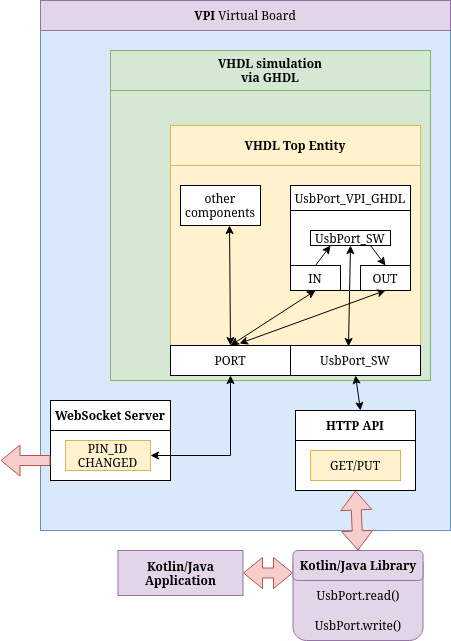 VPI Virtual Board
VHDL simulation
via GHDL
VHDL Top Entity
other
components
UsbPort_VPI_GHDL
UsbPort_SW
IN
OUT
PORT
UsbPort_SW
WebSocket Server
PIN_ID
CHANGED
HTTP API
GET/PUT
Kotlin/Java
Application
Kotlin/Java Library
UsbPort.read()
UsbPort.write()